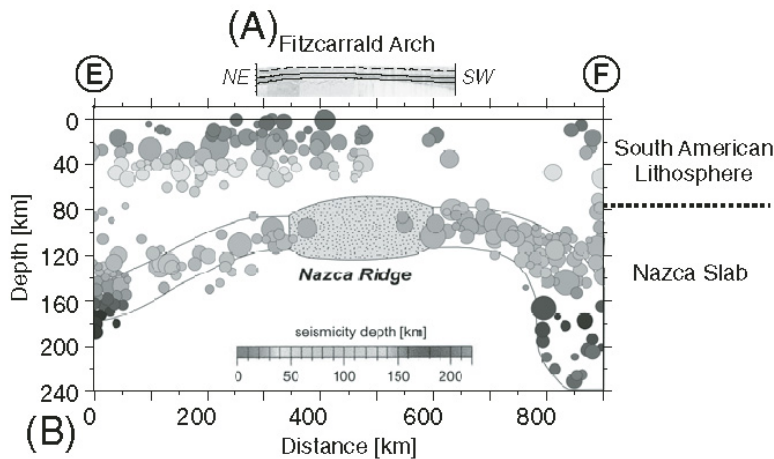 (A)
Fitzcarrald Arch
E
NE
SW
F
0
40
80
120
160
200
240
Depth [km]
South American
Lithosphere
Nazca Slab
Nazca Ridge
seismicity depth [km]
0 50 100 150 200
0 200 400 600 800
Distance [km]
(B)